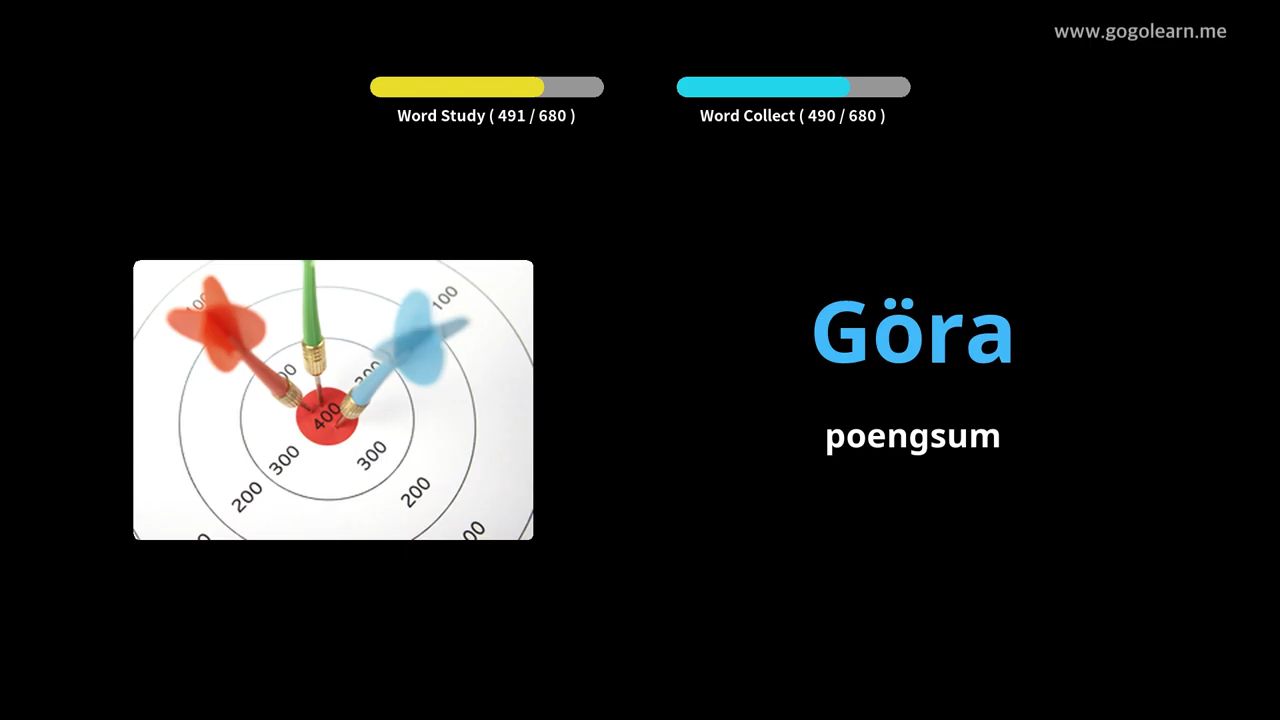 www.gogolearn.me
Word Study ( 491 / 680 )
Word Collect ( 490 / 680 )
Göra
poengsum
100
100
200
400
300
300
200
200